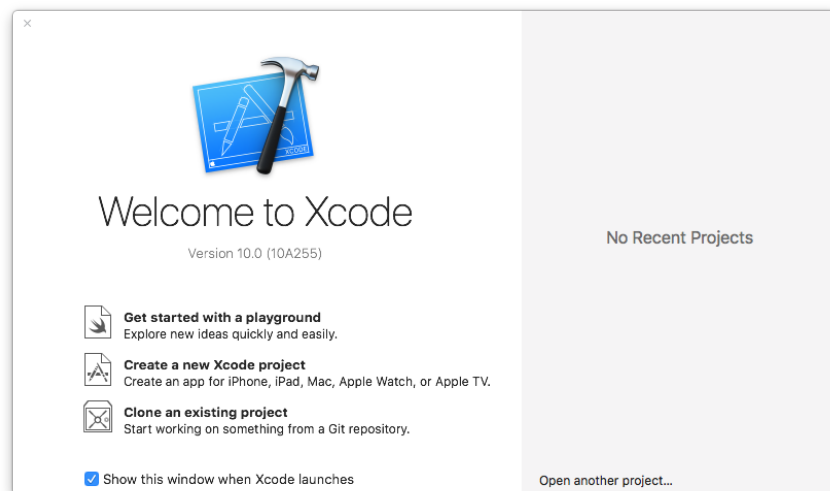 XCODE
Welcome to Xcode
Version 10.0 (10A255)
Get started with a playground
Explore new ideas quickly and easily.
Create a new Xcode project
Create an app for iPhone, iPad, Mac, Apple Watch, or Apple TV.
Clone an existing project
Start working on something from a Git repository.
Show this window when Xcode launches
No Recent Projects
Open another project...